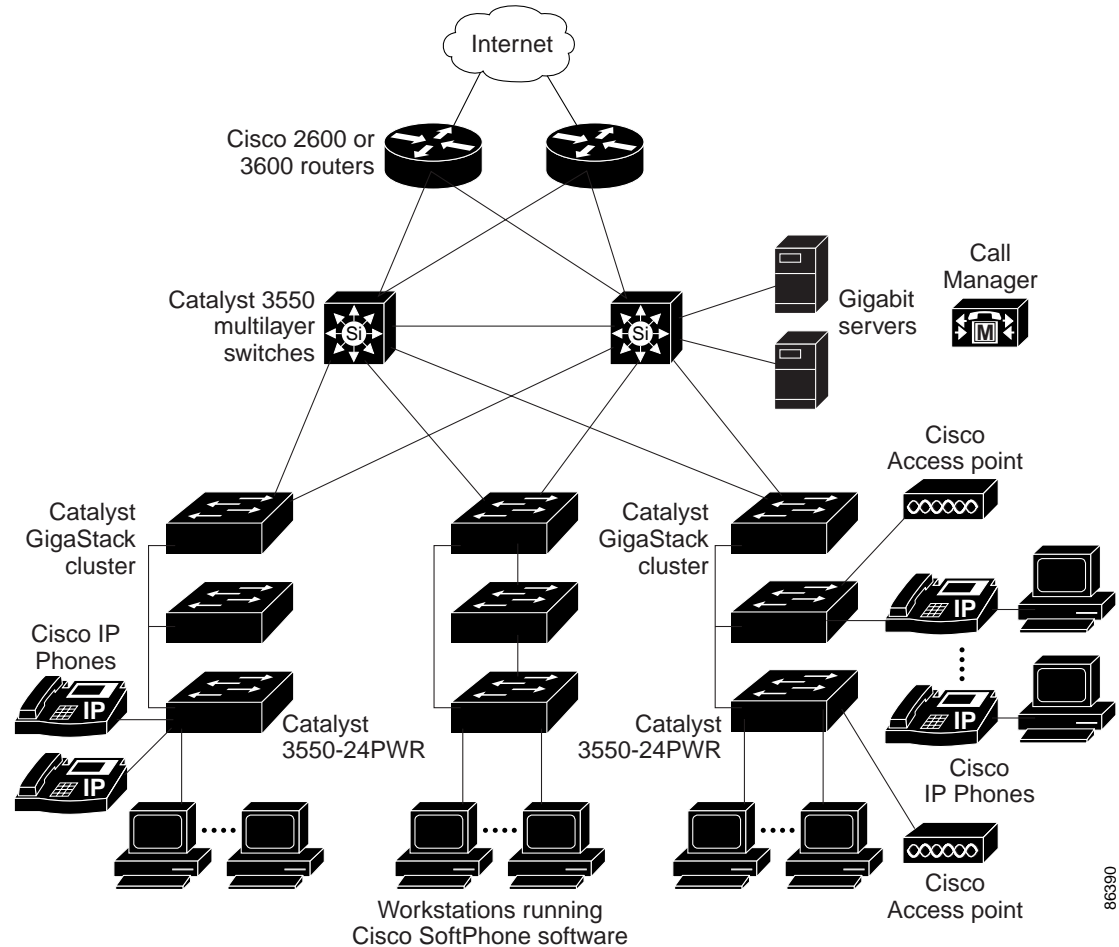 Internet
Cisco 2600 or
3600 routers
Catalyst 3550
multilayer
switches
Si
Si
Gigabit
servers
Call
Manager
M
Cisco
Access point
Catalyst
GigaStack
cluster
Catalyst
GigaStack
cluster
IP
Cisco IP
Phones
IP
IP
Catalyst
3550-24PWR
Catalyst
3550-24PWR
IP
Cisco
IP Phones
Workstations running
Cisco SoftPhone software
Cisco
Access point
86390